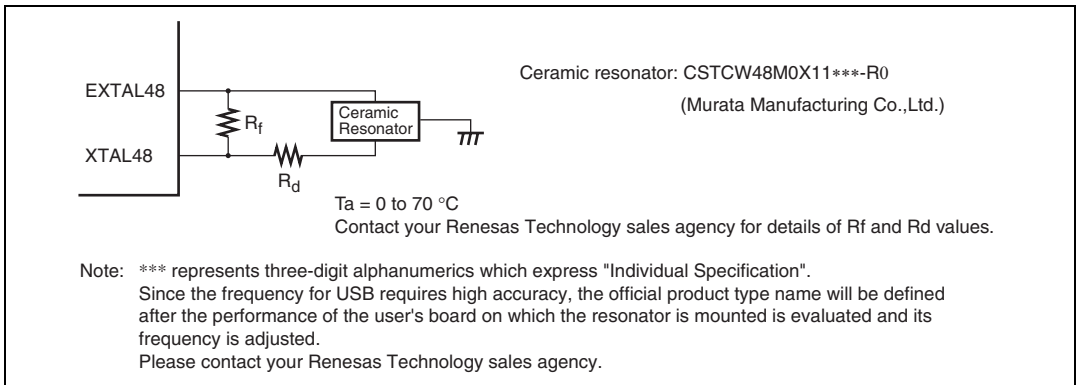 EXTAL48
XTAL48
Rf
Rd
Ceramic
Resonator
Ceramic resonator: CSTCW48M0X11***-R0
(Murata Manufacturing Co.,Ltd.)
Ta = 0 to 70 °C
Contact your Renesas Technology sales agency for details of Rf and Rd values.
Note: *** represents three-digit alphanumerics which express "Individual Specification".
Since the frequency for USB requires high accuracy, the official product type name will be defined
after the performance of the user's board on which the resonator is mounted is evaluated and its
frequency is adjusted.
Please contact your Renesas Technology sales agency.